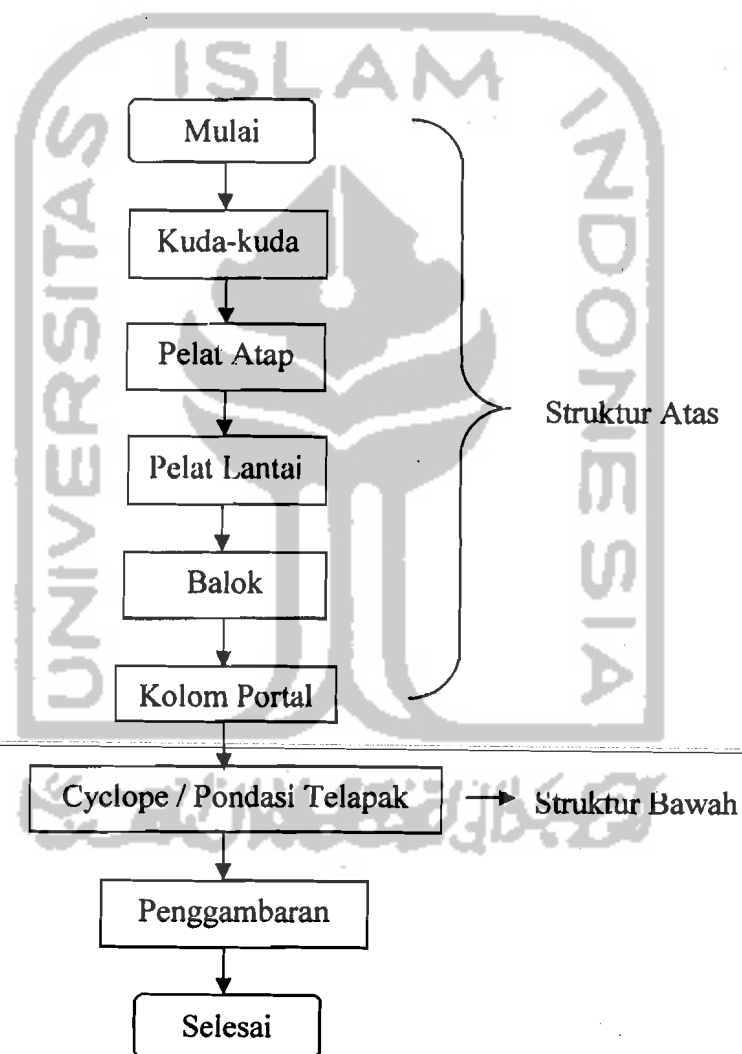 UNIVERSITAS ISLAM INDONESIA
Mulai
Kuda-kuda
Pelat Atap
Pelat Lantai
Struktur Atas
Balok
Kolom Portal
Cyclope / Pondasi Telapak
Struktur Bawah
Penggambaran
Selesai